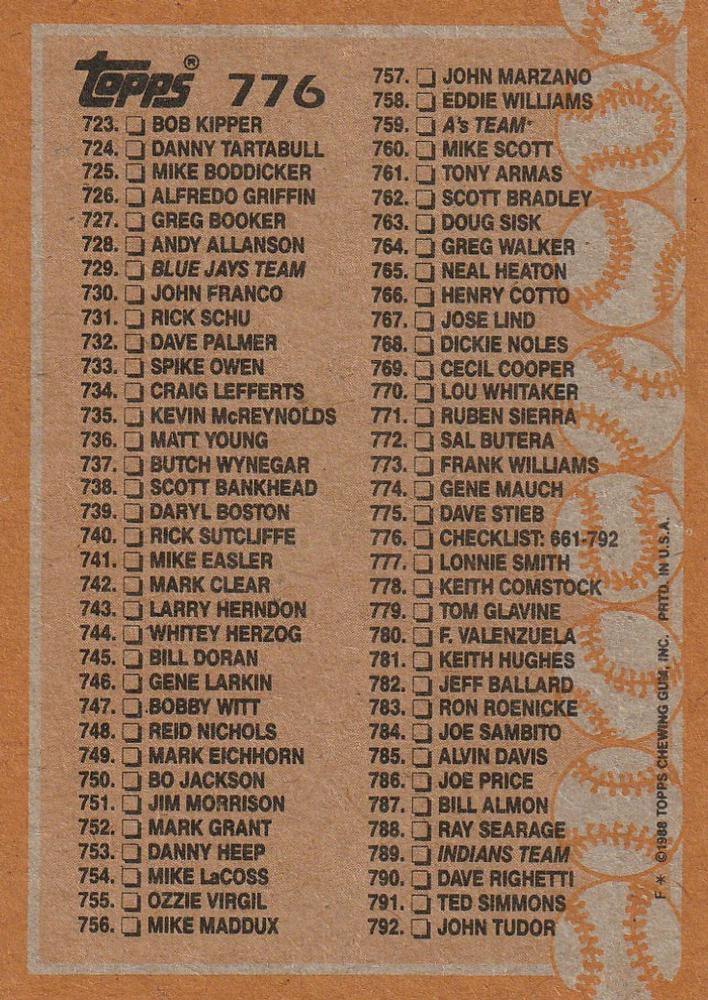 Topps® 776
723. BOB KIPPER
724. DANNY TARTABULL
725. MIKE BODDICKER
726. ALFREDO GRIFFIN
727. GREG BOOKER
728. ANDY ALLANSON
729. BLUE JAYS TEAM
730. JOHN FRANCO
731. RICK SCHU
732. DAVE PALMER
733. SPIKE OWEN
734. CRAIG LEFFERTS
735. KEVIN McREYNOLDS
736. MATT YOUNG
737. BUTCH WYNEGAR
738. SCOTT BANKHEAD
739. DARYL BOSTON
740. RICK SUTCLIFFE
741. MIKE EASLER
742. MARK CLEAR
743. LARRY HERNDON
744. WHITEY HERZOG
745. BILL DORAN
746. GENE LARKIN
747. BOBBY WITT
748. REID NICHOLS
749. MARK EICHHORN
750. BO JACKSON
751. JIM MORRISON
752. MARK GRANT
753. DANNY HEEP
754. MIKE LaCOSS
755. OZZIE VIRGIL
756. MIKE MADDUX
757. JOHN MARZANO
758. EDDIE WILLIAMS
759. A's TEAM
760. MIKE SCOTT
761. TONY ARMAS
762. SCOTT BRADLEY
763. DOUG SISK
764. GREG WALKER
765. NEAL HEATON
766. HENRY COTTO
767. JOSE LIND
768. DICKIE NOLES
769. CECIL COOPER
770. LOU WHITAKER
771. RUBEN SIERRA
772. SAL BUTERA
773. FRANK WILLIAMS
774. GENE MAUCH
775. DAVE STIEB
776. CHECKLIST: 661-792
777. LONNIE SMITH
778. KEITH COMSTOCK
779. TOM GLAVINE
780. F. VALENZUELA
781. KEITH HUGHES
782. JEFF BALLARD
783. RON ROENICKE
784. JOE SAMBITO
785. ALVIN DAVIS
786. JOE PRICE
787. BILL ALMON
788. RAY SEARAGE
789. INDIANS TEAM
790. DAVE RIGHETTI
791. TED SIMMONS
792. JOHN TUDOR
F * ©1988 TOPPS CHEWING GUM, INC. PRTD. IN U.S.A.